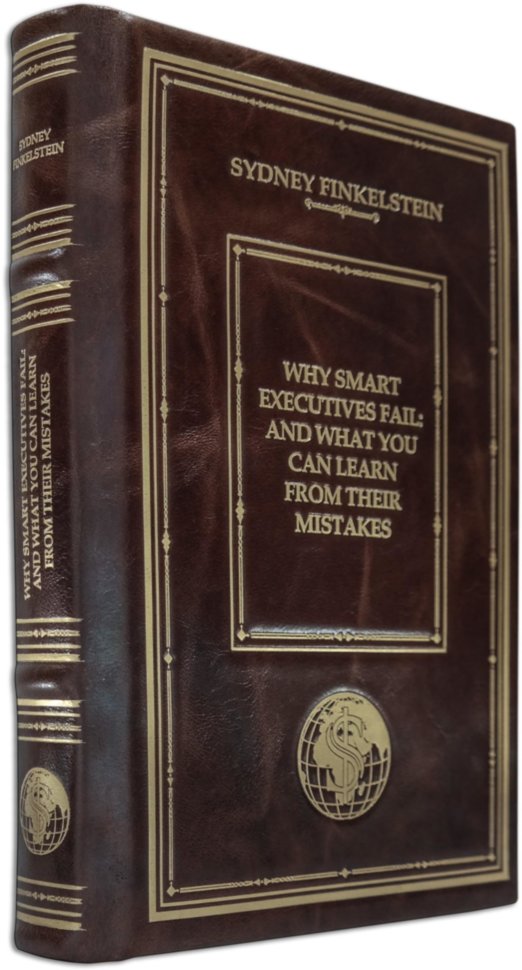 SYDNEY FINKELSTEIN
WHY SMART
EXECUTIVES FAIL:
AND WHAT YOU
CAN LEARN
FROM THEIR
MISTAKES
SYDNEY
FINKELSTEIN
WHY SMART EXECUTIVES FAIL:
AND WHAT YOU CAN LEARN
FROM THEIR MISTAKES